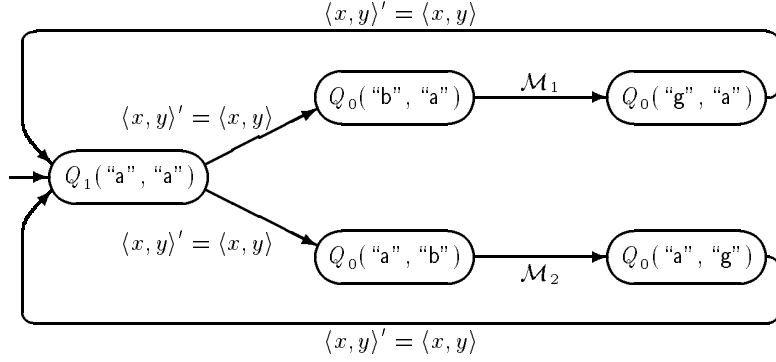 ⟨x, y⟩′ = ⟨x, y⟩
Q₀(“b”, “a”)
ℳ₁
Q₀(“g”, “a”)
⟨x, y⟩′ = ⟨x, y⟩
Q₁(“a”, “a”)
⟨x, y⟩′ = ⟨x, y⟩
Q₀(“a”, “b”)
ℳ₂
Q₀(“a”, “g”)
⟨x, y⟩′ = ⟨x, y⟩